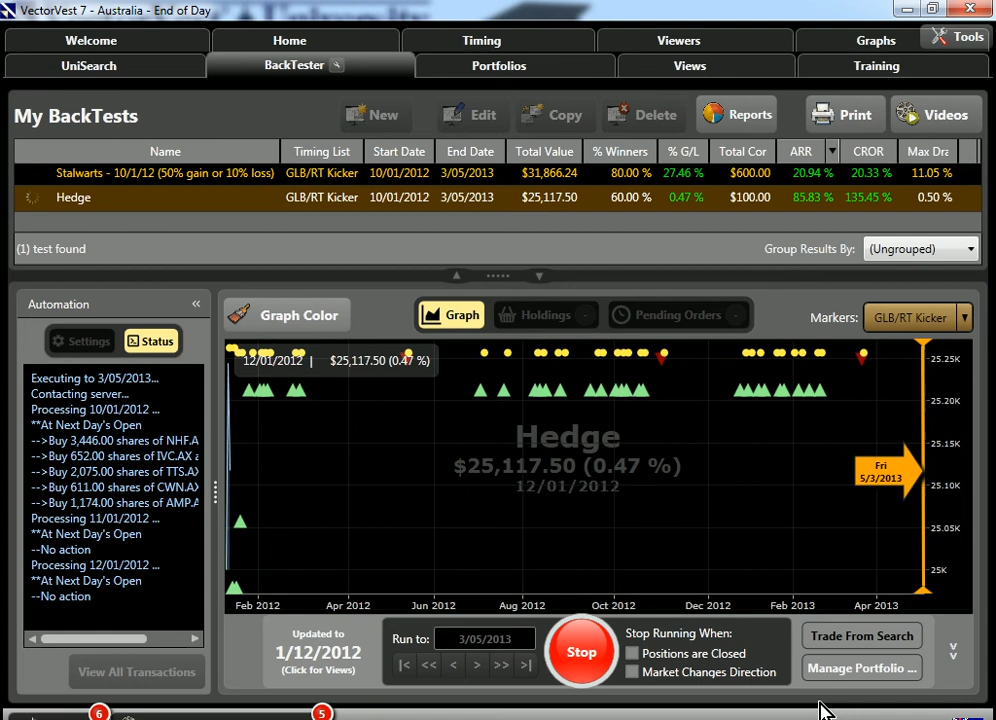 VectorVest 7 - Australia - End of Day
Welcome
Home
Timing
Viewers
Graphs
Tools
UniSearch
BackTester
Portfolios
Views
Training
My BackTests
New
Edit
Copy
Delete
Reports
Print
Videos
Name Timing List Start Date End Date Total Value % Winners % G/L Total Cor ARR CROR Max Dra
Stalwarts - 10/1/12 (50% gain or 10% loss) GLB/RT Kicker 10/01/2012 3/05/2013 $31,866.24 80.00 % 27.46 % $600.00 20.94 % 20.33 % 11.05 %
Hedge GLB/RT Kicker 10/01/2012 3/05/2013 $25,117.50 60.00 % 0.47 % $100.00 85.83 % 135.45 % 0.50 %
(1) test found
Group Results By: (Ungrouped)
Automation «
Settings
Status
Executing to 3/05/2013...
Contacting server...
Processing 10/01/2012 ...
**At Next Day's Open
-->Buy 3,446.00 shares of NHF.A
-->Buy 652.00 shares of IVC.AX a
-->Buy 2,075.00 shares of TTS.AX
-->Buy 611.00 shares of CWN.AX
-->Buy 1,174.00 shares of AMP.A
Processing 11/01/2012 ...
**At Next Day's Open
--No action
Processing 12/01/2012 ...
**At Next Day's Open
--No action
View All Transactions
Graph Color
Graph
Holdings -
Pending Orders -
Markers: GLB/RT Kicker
12/01/2012 | $25,117.50 (0.47 %)
Hedge
$25,117.50 (0.47 %)
12/01/2012
25.25K
25.20K
25.15K
25.10K
25.05K
25K
Fri
5/3/2013
Feb 2012 Apr 2012 Jun 2012 Aug 2012 Oct 2012 Dec 2012 Feb 2013 Apr 2013
Updated to
1/12/2012
(Click for Views)
Run to: 3/05/2013
|< << < > >> >|
Stop
Stop Running When:
Positions are Closed
Market Changes Direction
Trade From Search
Manage Portfolio ...
6
5